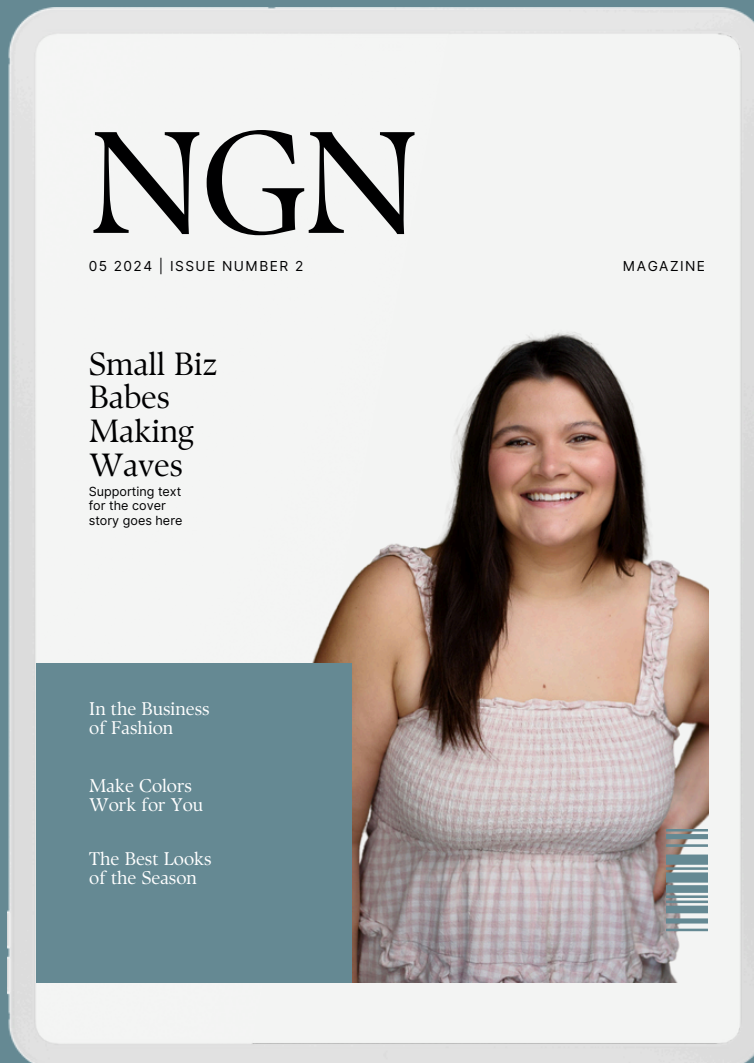 NGN
05 2024 | ISSUE NUMBER 2
MAGAZINE
Small Biz
Babes
Making
Waves
Supporting text
for the cover
story goes here
In the Business
of Fashion
Make Colors
Work for You
The Best Looks
of the Season